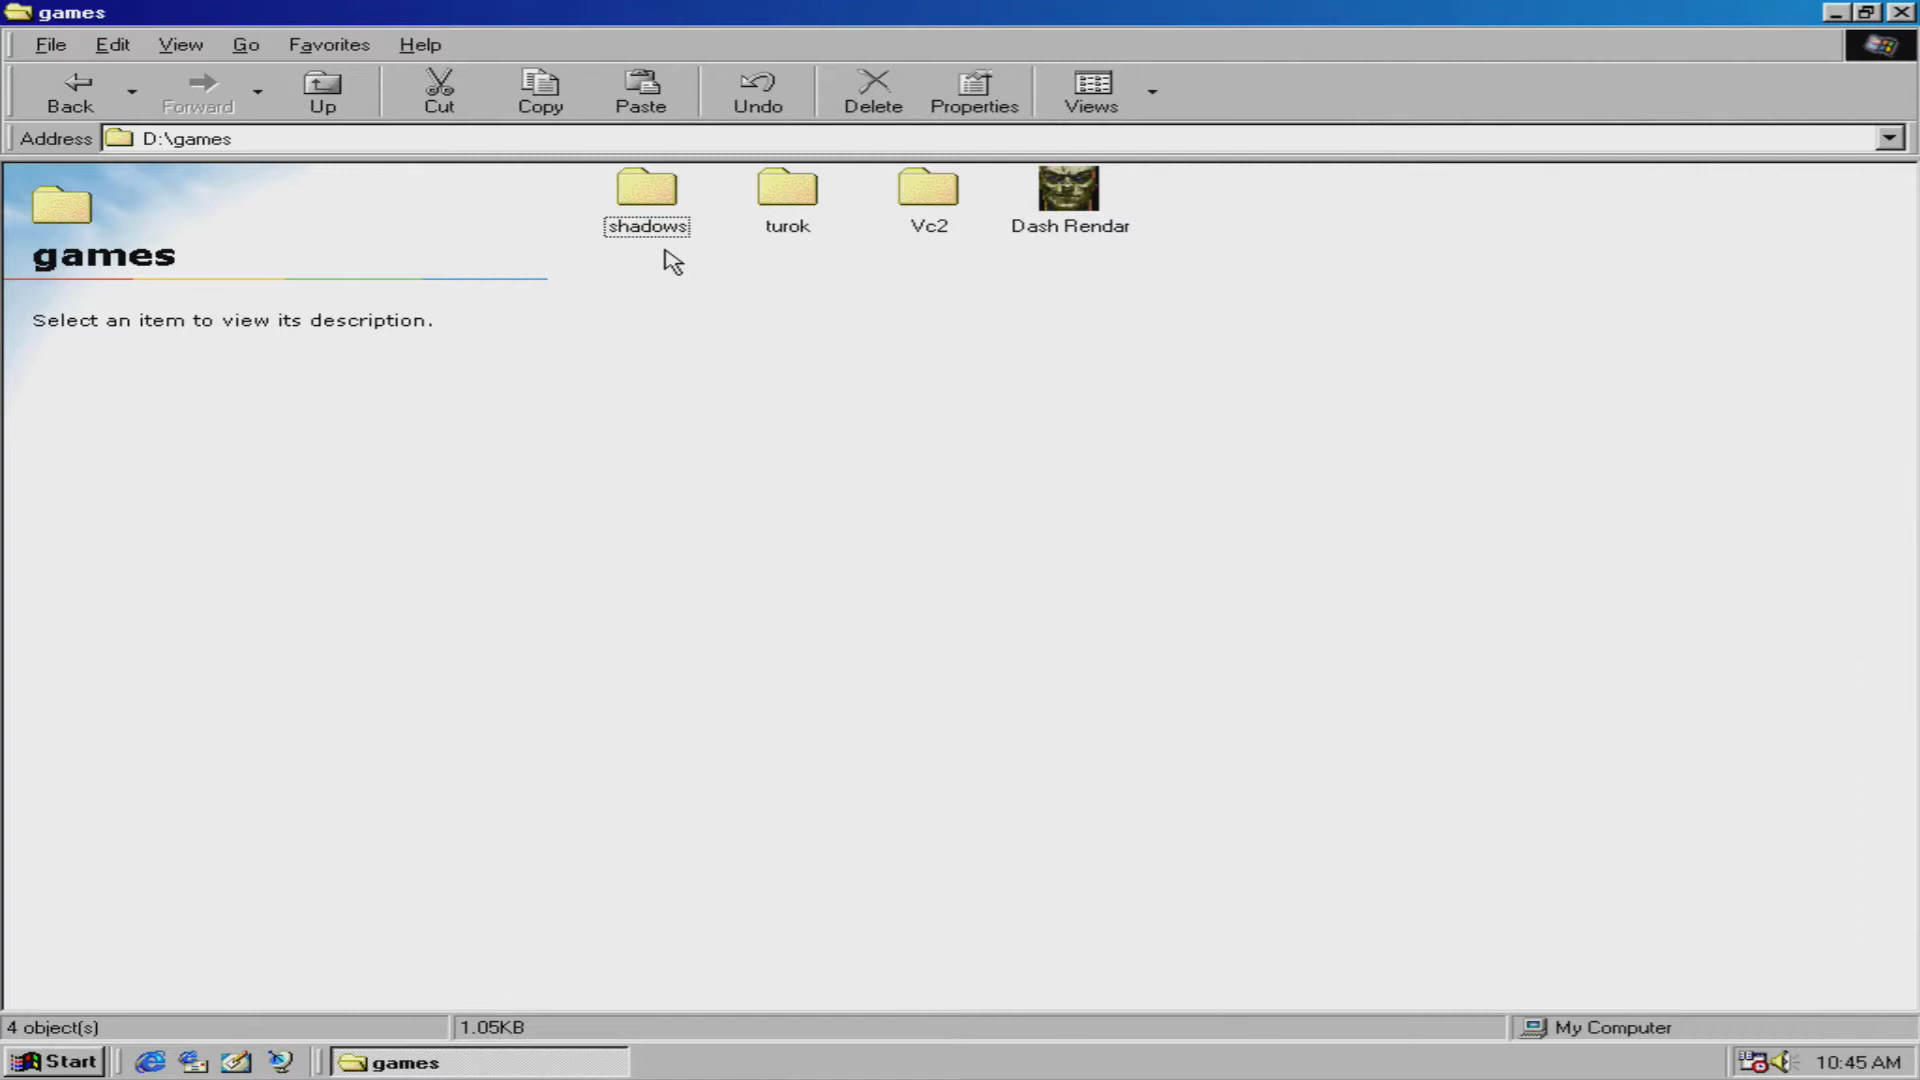 games
File Edit View Go Favorites Help
Back Forward Up Cut Copy Paste Undo Delete Properties Views
Address D:\games
shadows turok Vc2 Dash Rendar
games
Select an item to view its description.
4 object(s) 1.05KB My Computer
Start games 10:45 AM